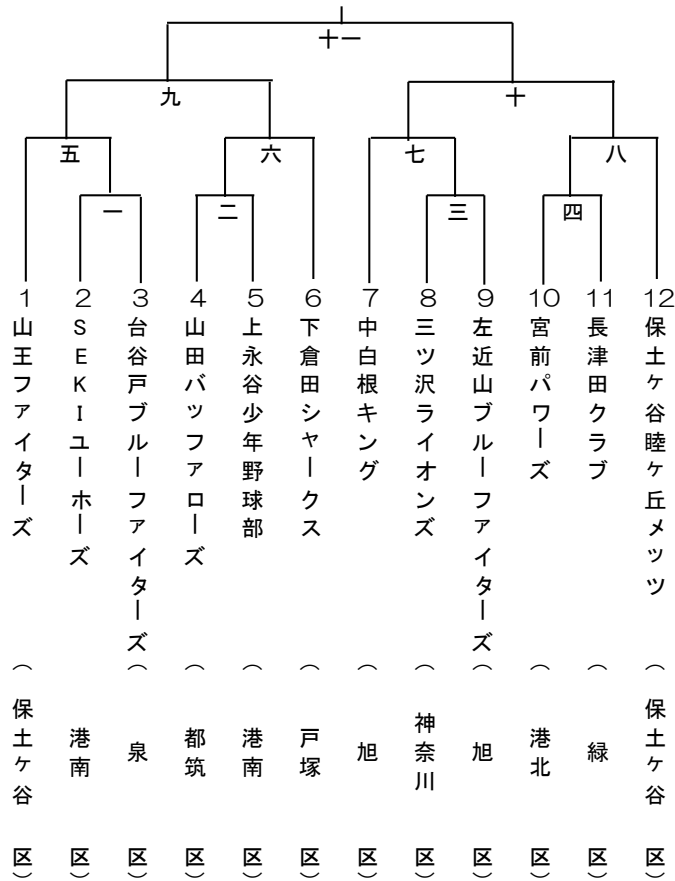 十一
九
十
五
六
七
八
一
二
三
四
1 山王ファイターズ (保土ケ谷区)
2 SEKIユーホーズ (港南区)
3 台谷戸ブルーファイターズ (泉区)
4 山田バッファローズ (都筑区)
5 上永谷少年野球部 (港南区)
6 下倉田シャークス (戸塚区)
7 中白根キング (旭区)
8 三ツ沢ライオンズ (神奈川区)
9 左近山ブルーファイターズ (旭区)
10 宮前パワーズ (港北区)
11 長津田クラブ (緑区)
12 保土ケ谷睦ケ丘メッツ (保土ケ谷区)